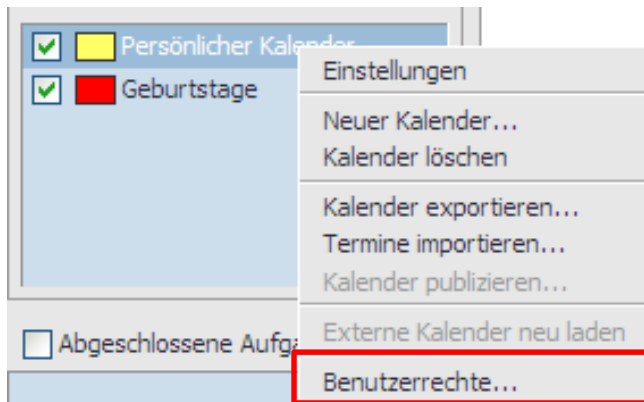 Persönlicher Kalender
Geburtstage
Einstellungen
Neuer Kalender...
Kalender löschen
Kalender exportieren...
Termine importieren...
Kalender publizieren...
Externe Kalender neu laden
Benutzerrechte...
Abgeschlossene Aufga